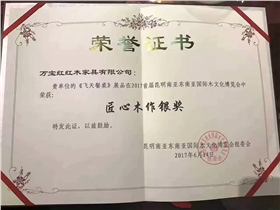 荣誉证书
万宝红红木家具有限公司：
贵单位的《飞天餐桌》展品在2017首届昆明南亚东南亚国际木文化博览会中
荣获：
匠心木作银奖
特发此证，以兹鼓励。
昆明南亚东南亚国际木文化博览会组委会
2017年6月14日